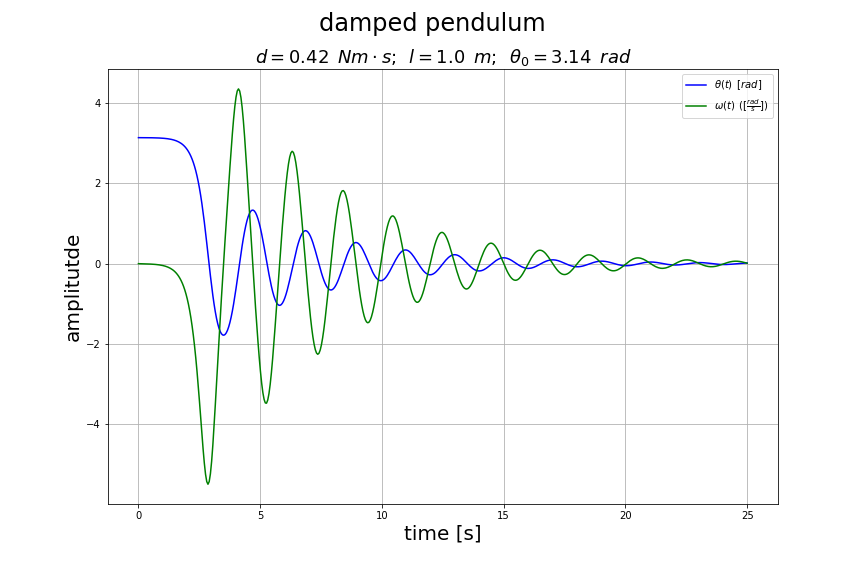 damped pendulum
d = 0.42 Nm · s; l = 1.0 m; θ₀ = 3.14 rad
θ(t) [rad]
ω(t) ([rad/s])
4
2
0
−2
−4
amplitutde
0 5 10 15 20 25
time [s]